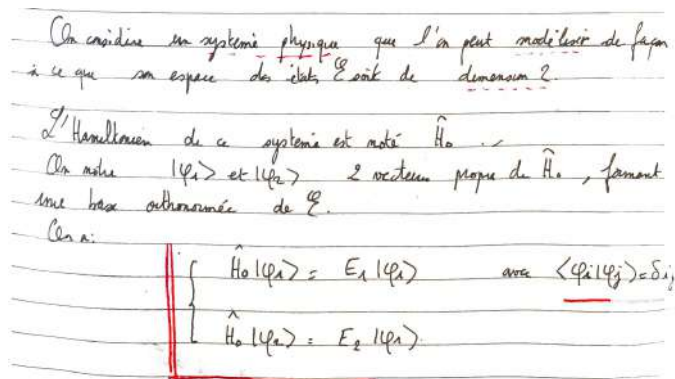 On considère un système physique que l'on peut modéliser de façon
à ce que son espace des états ℰ soit de dimension 2.
L'Hamiltonien de ce système est noté Ĥ₀.
On note |φ₁⟩ et |φ₂⟩ 2 vecteurs propre de Ĥ₀, formant
une base orthonormée de ℰ.
On a:
Ĥ₀|φ₁⟩ = E₁|φ₁⟩ avec ⟨φᵢ|φⱼ⟩=δᵢⱼ
Ĥ₀|φ₂⟩ = E₂|φ₂⟩.